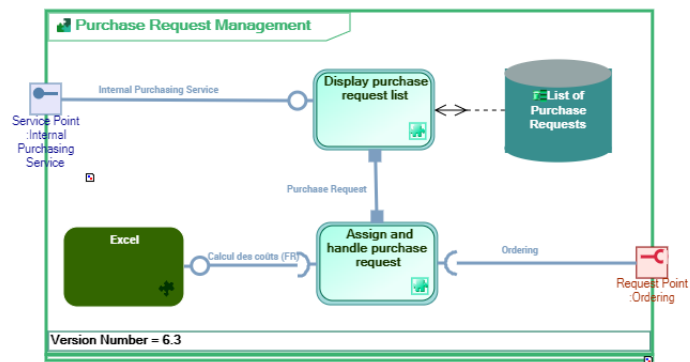 Purchase Request Management
Internal Purchasing Service
Display purchase
request list
List of
Purchase
Requests
Service Point
:Internal
Purchasing
Service
Purchase Request
Excel
Calcul des coûts (FR)
Assign and
handle purchase
request
Ordering
Request Point
:Ordering
Version Number = 6.3